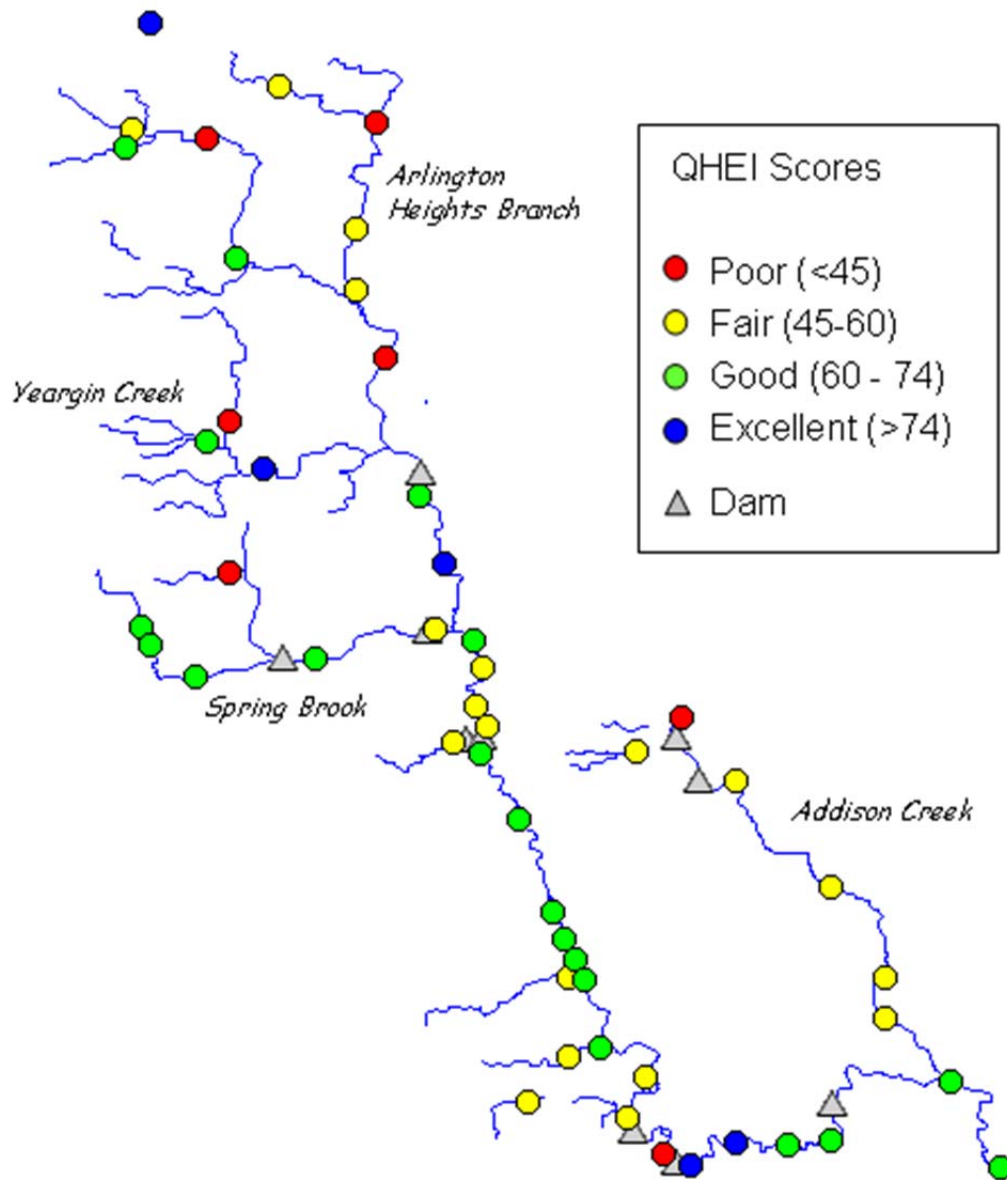 Arlington
Heights Branch
QHEI Scores
Poor (<45)
Fair (45-60)
Good (60 - 74)
Excellent (>74)
Dam
Yeargin Creek
Spring Brook
Addison Creek